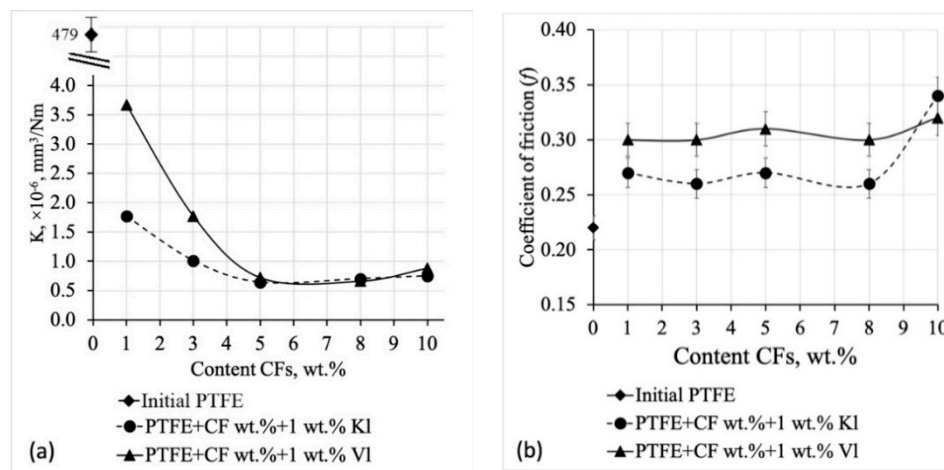 479
4.0
3.5
3.0
2.5
2.0
1.5
1.0
0.5
0.0
K, ×10⁻⁶, mm³/Nm
0 1 2 3 4 5 6 7 8 9 10
Content CFs, wt.%
Initial PTFE
PTFE+CF wt.%+1 wt.% Kl
PTFE+CF wt.%+1 wt.% Vl
(a)
0.40
0.35
0.30
0.25
0.20
0.15
Coefficient of friction (f)
0 1 2 3 4 5 6 7 8 9 10
Content CFs, wt.%
Initial PTFE
PTFE+CF wt.%+1 wt.% Kl
PTFE+CF wt.%+1 wt.% Vl
(b)